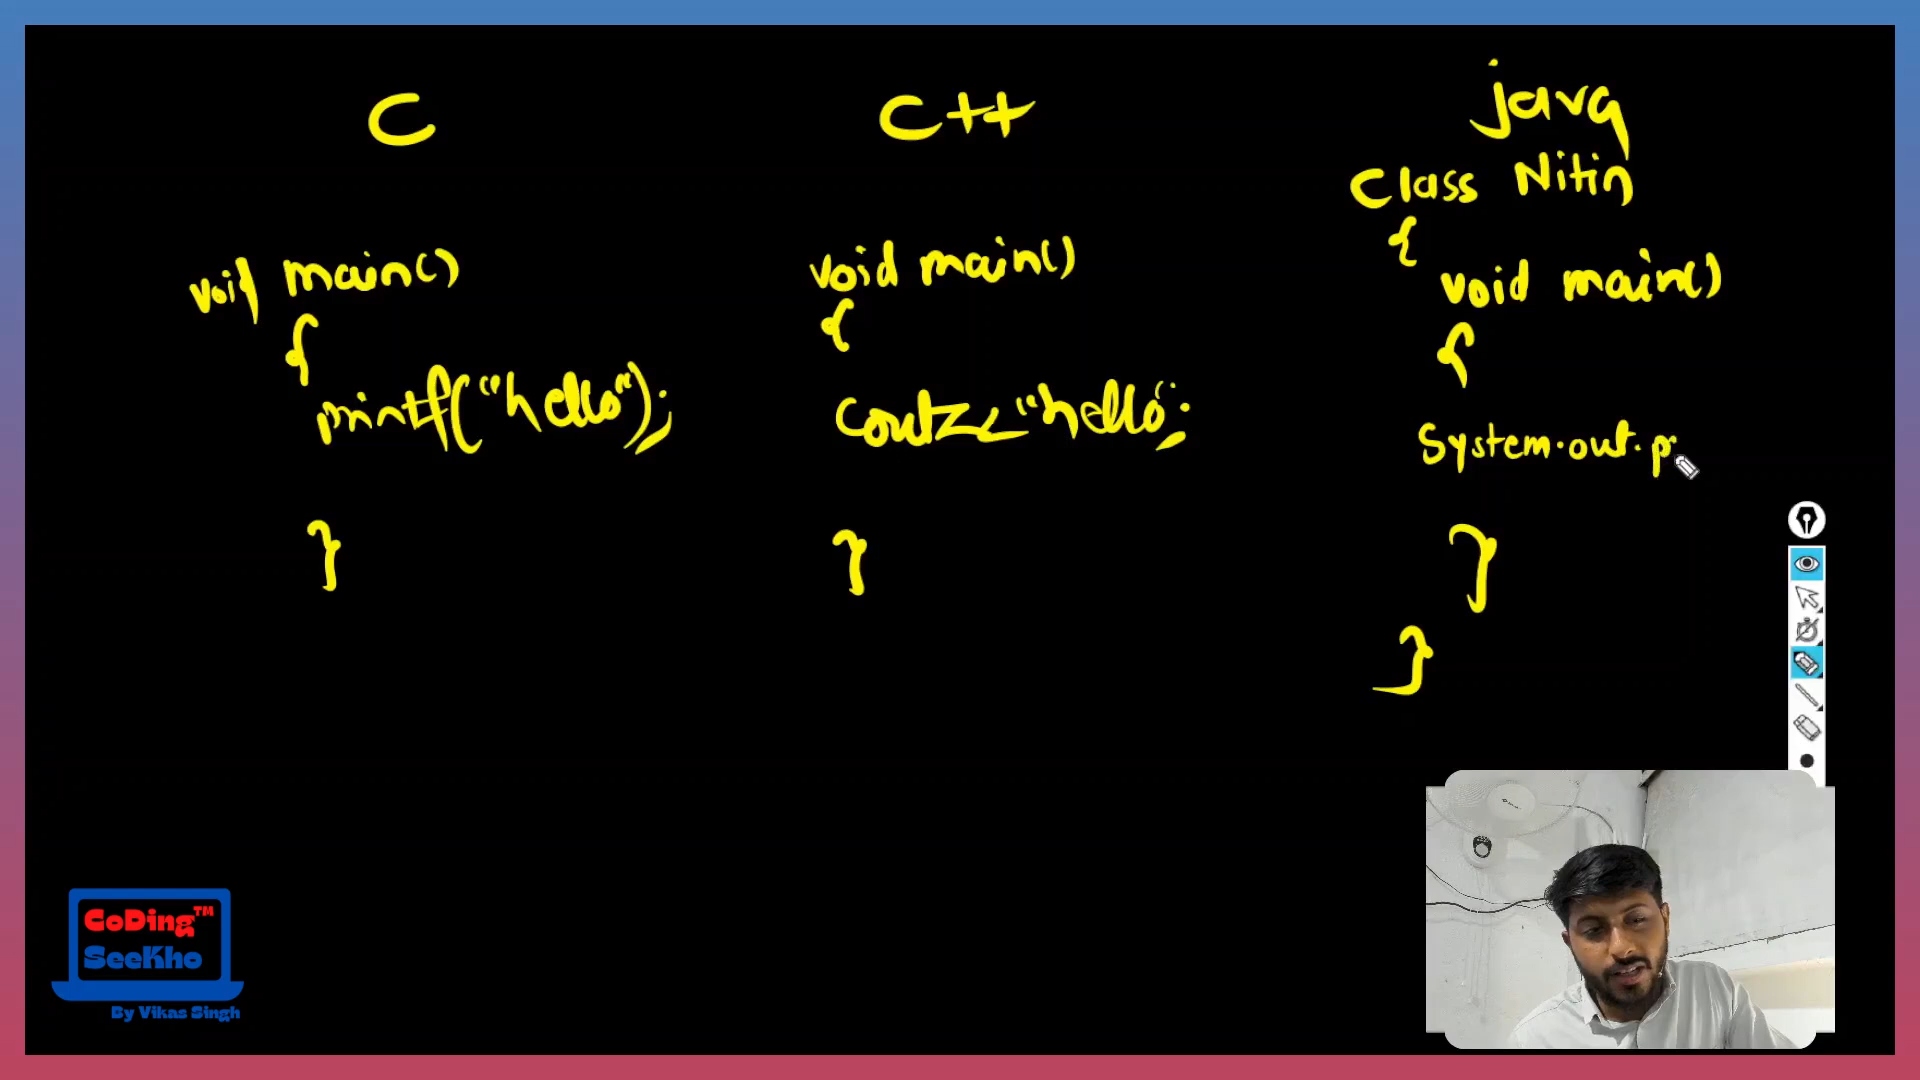 C
void main()
{
printf("hello");
}
C++
void main()
{
cout<<"hello";
}
java
Class Nitin
{
void main()
{
System.out.p
}
}
CoDing™
SeeKho
By Vikas Singh